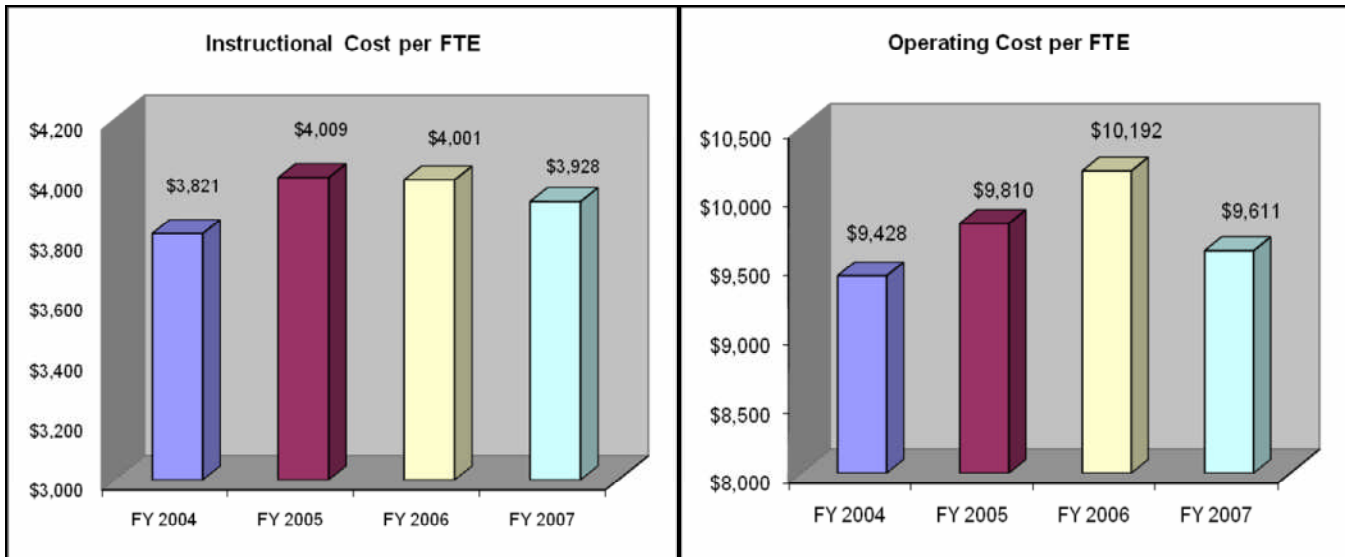 Instructional Cost per FTE
$4,200
$4,000
$3,800
$3,600
$3,400
$3,200
$3,000
$3,821
$4,009
$4,001
$3,928
FY 2004
FY 2005
FY 2006
FY 2007
Operating Cost per FTE
$10,500
$10,000
$9,500
$9,000
$8,500
$8,000
$9,428
$9,810
$10,192
$9,611
FY 2004
FY 2005
FY 2006
FY 2007